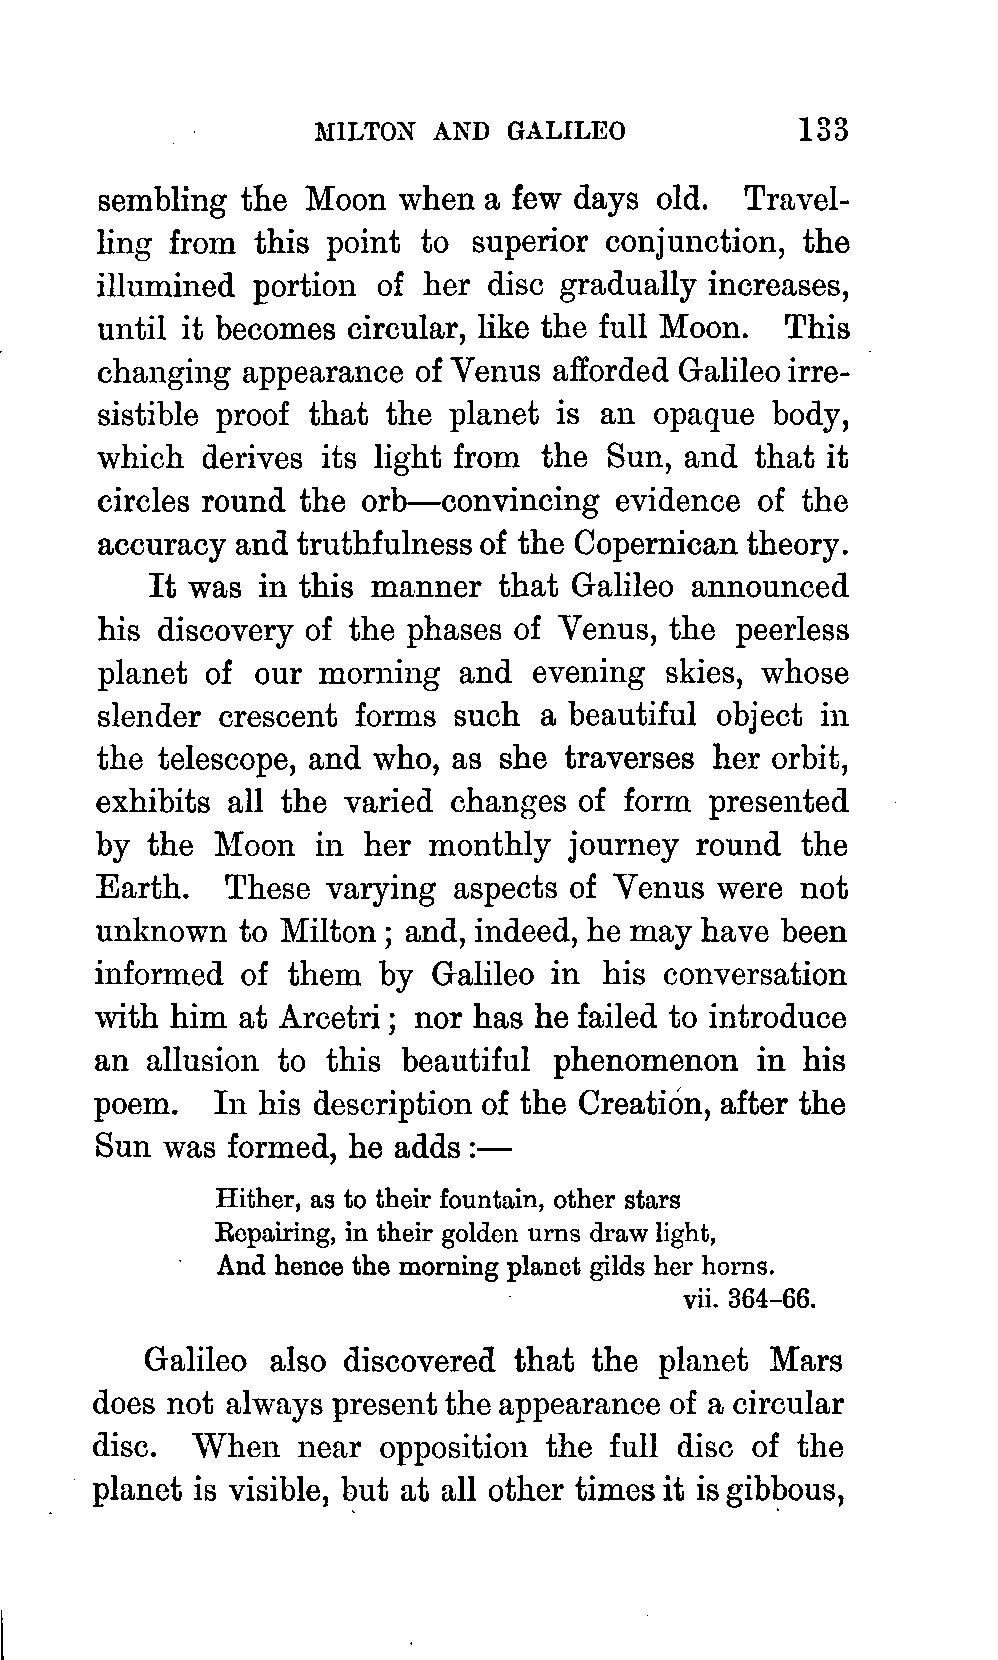 MILTON AND GALILEO 133
sembling the Moon when a few days old. Travel-
ling from this point to superior conjunction, the
illumined portion of her disc gradually increases,
until it becomes circular, like the full Moon. This
changing appearance of Venus afforded Galileo irre-
sistible proof that the planet is an opaque body,
which derives its light from the Sun, and that it
circles round the orb—convincing evidence of the
accuracy and truthfulness of the Copernican theory.
It was in this manner that Galileo announced
his discovery of the phases of Venus, the peerless
planet of our morning and evening skies, whose
slender crescent forms such a beautiful object in
the telescope, and who, as she traverses her orbit,
exhibits all the varied changes of form presented
by the Moon in her monthly journey round the
Earth. These varying aspects of Venus were not
unknown to Milton; and, indeed, he may have been
informed of them by Galileo in his conversation
with him at Arcetri; nor has he failed to introduce
an allusion to this beautiful phenomenon in his
poem. In his description of the Creation, after the
Sun was formed, he adds:—
Hither, as to their fountain, other stars
Repairing, in their golden urns draw light,
And hence the morning planet gilds her horns.
vii. 364–66.
Galileo also discovered that the planet Mars
does not always present the appearance of a circular
disc. When near opposition the full disc of the
planet is visible, but at all other times it is gibbous,